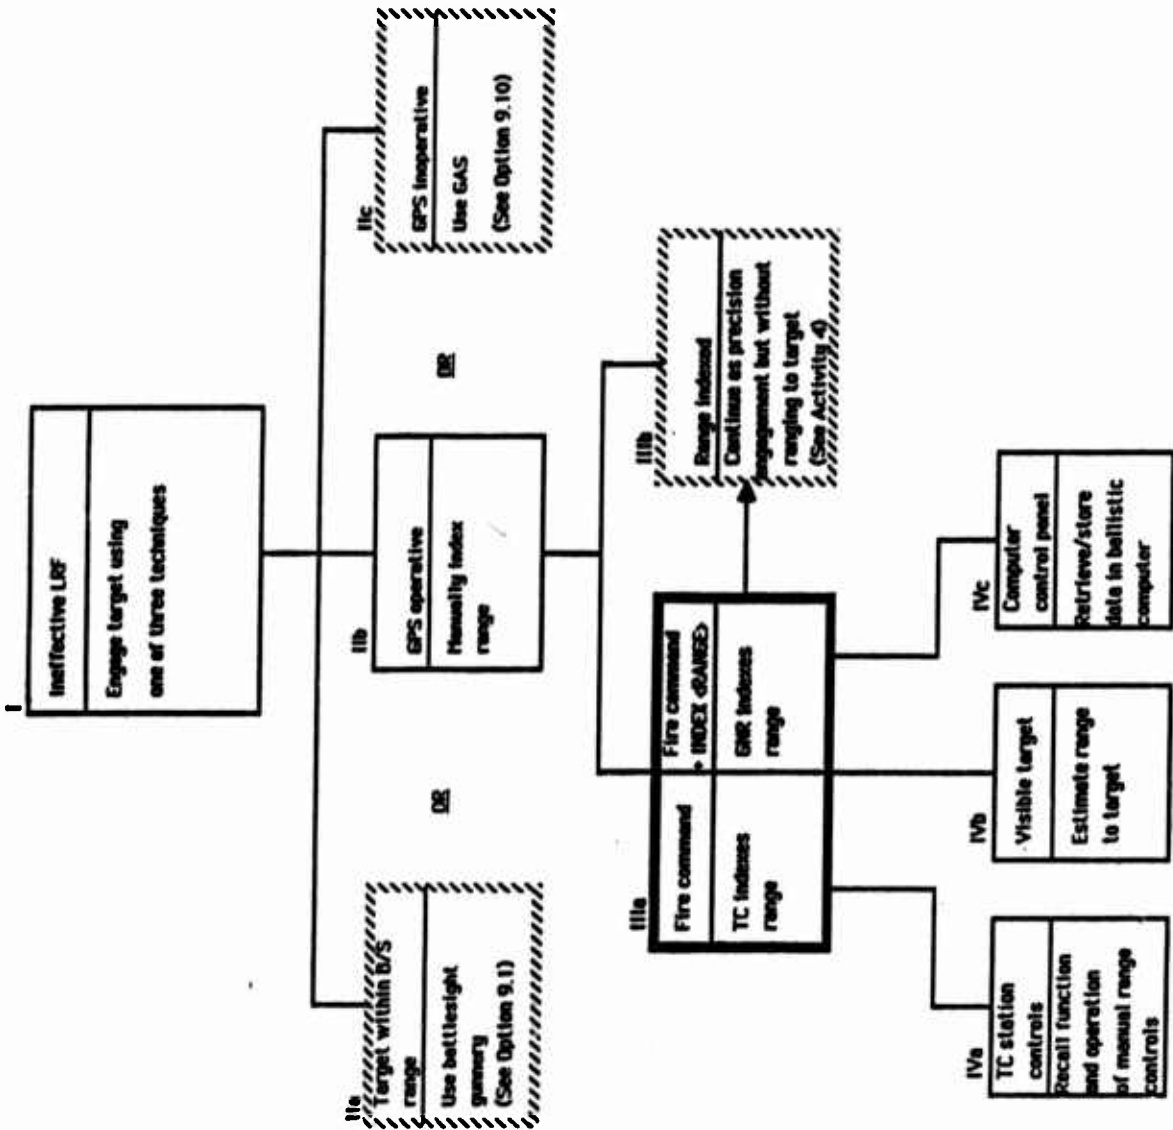 I
Ineffective LRF
Engage target using
one of three techniques
IIa
Target within B/S
range
Use battlesight
gunnery
(See Option 9.1)
OR
IIb
GPS operative
Manually index
range
OR
IIc
GPS inoperative
Use GAS
(See Option 9.10)
IIIa
Fire command
TC indexes
range
Fire command
+ INDEX <RANGE>
GNR indexes
range
IIIb
Range indexed
Continue as precision
engagement but without
ranging to target
(See Activity 4)
IVa
TC station
controls
Recall function
and operation
of manual range
controls
IVb
Visible target
Estimate range
to target
IVc
Computer
control panel
Retrieve/store
data in ballistic
computer